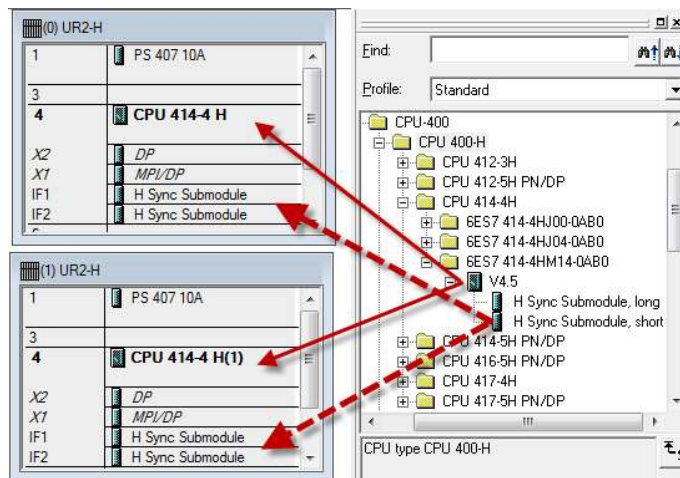 (0) UR2-H
1 PS 407 10A
3
4 CPU 414-4 H
X2 DP
X1 MPI/DP
IF1 H Sync Submodule
IF2 H Sync Submodule
(1) UR2-H
1 PS 407 10A
3
4 CPU 414-4 H(1)
X2 DP
X1 MPI/DP
IF1 H Sync Submodule
IF2 H Sync Submodule
Find:
Profile: Standard
CPU-400
CPU 400-H
CPU 412-3H
CPU 412-5H PN/DP
CPU 414-4H
6ES7 414-4HJ00-0AB0
6ES7 414-4HJ04-0AB0
6ES7 414-4HM14-0AB0
V4.5
H Sync Submodule, long
H Sync Submodule, short
CPU 414-5H PN/DP
CPU 416-5H PN/DP
CPU 417-4H
CPU 417-5H PN/DP
CPU type CPU 400-H